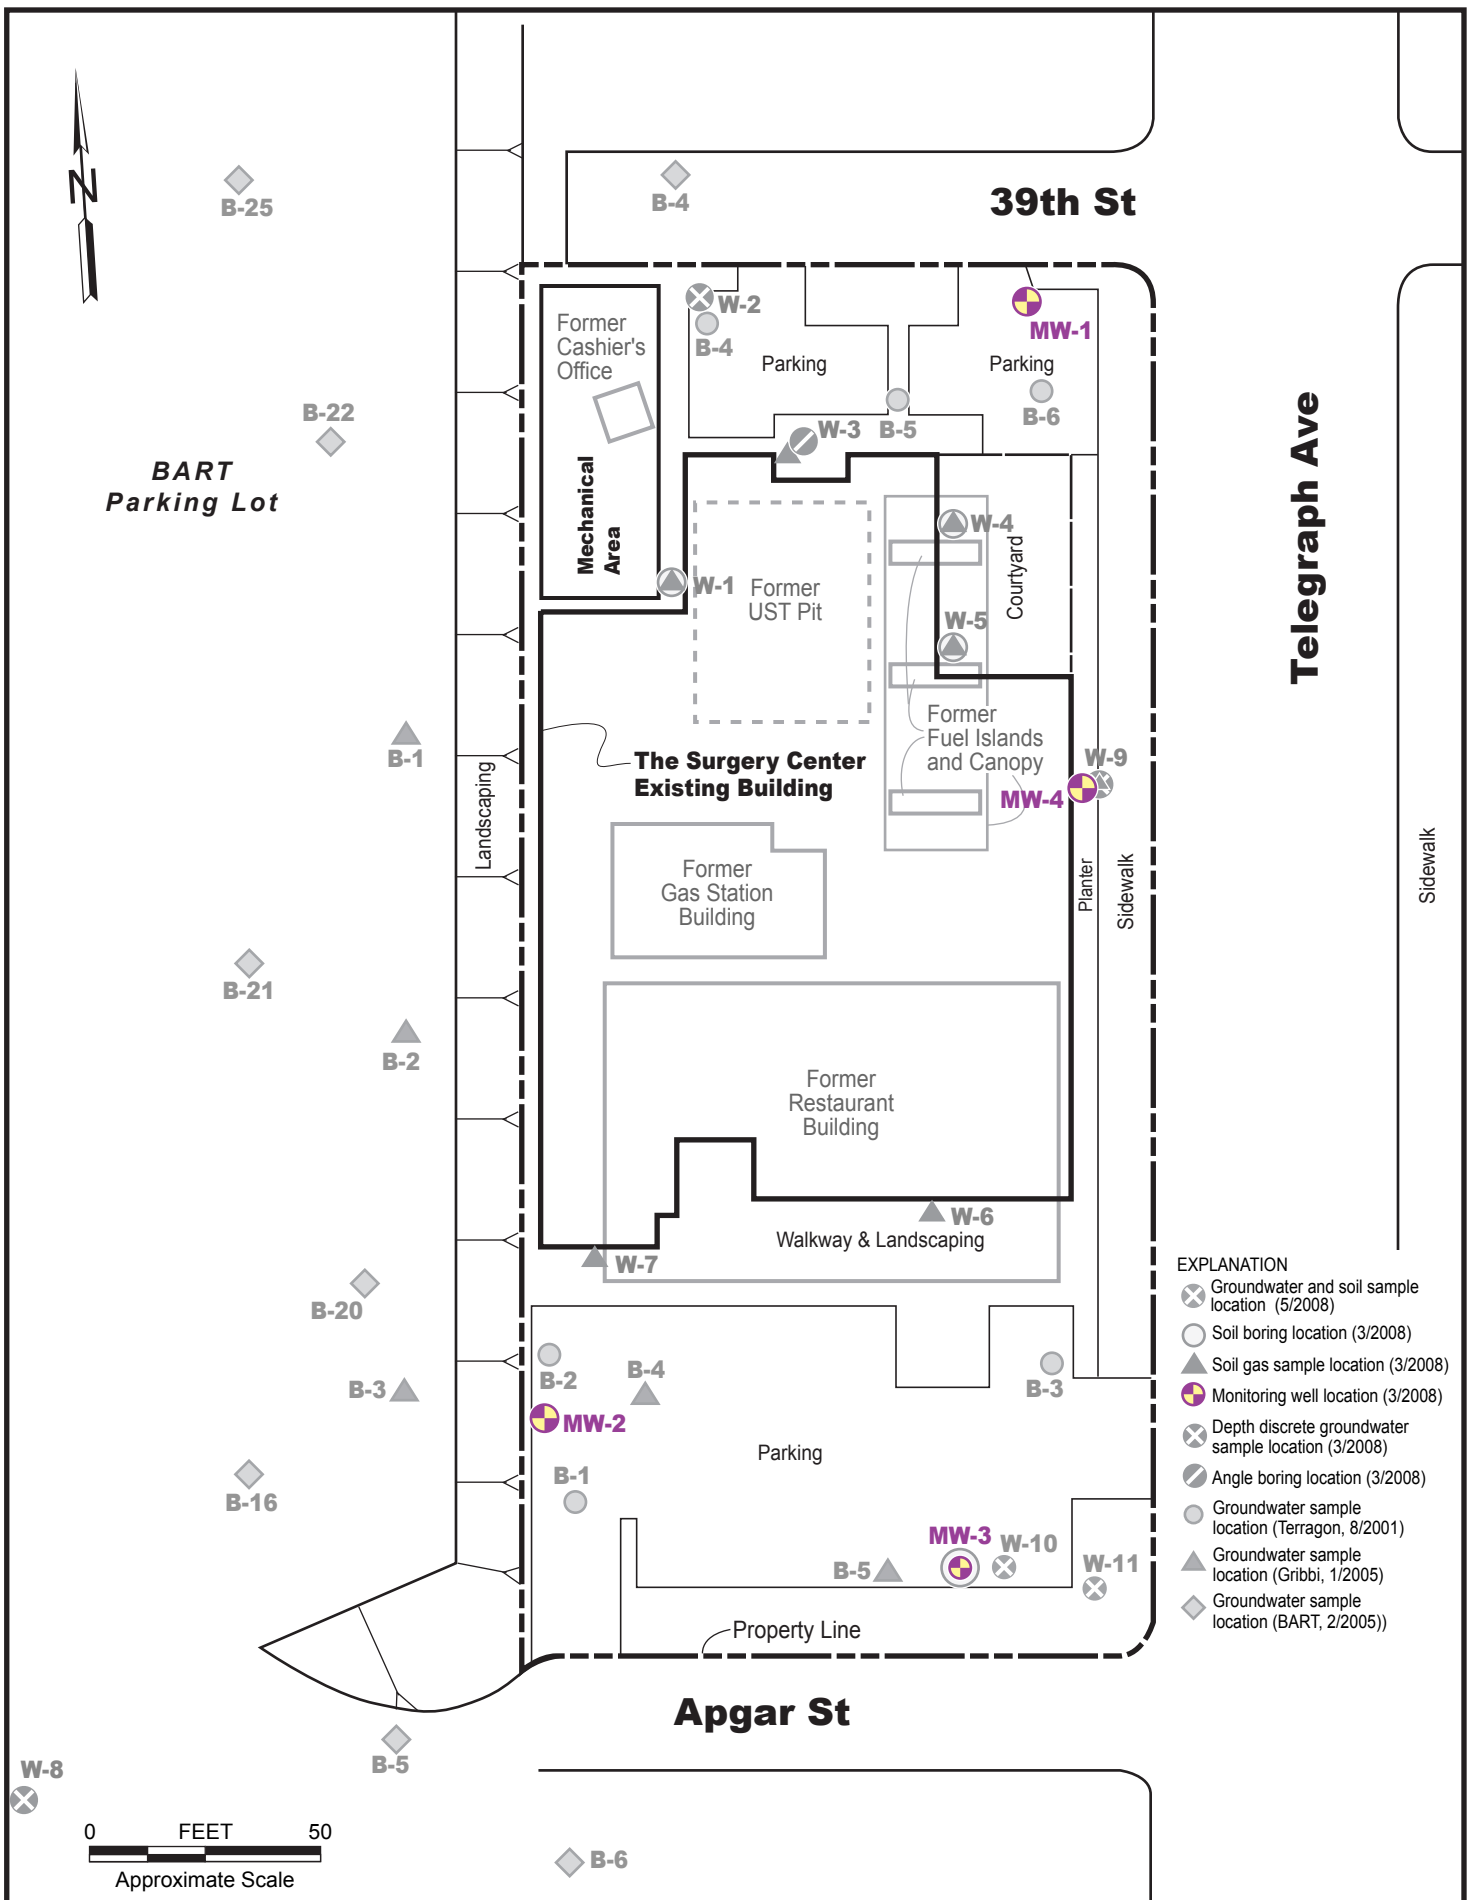 N
B-25
B-4
39th St
W-2
B-4
Former
Cashier's
Office
Parking
MW-1
Parking
B-6
B-5
W-3
B-22
BART
Parking Lot
Mechanical
Area
Telegraph Ave
W-4
Courtyard
W-1
Former
UST Pit
W-5
B-1
Landscaping
The Surgery Center
Existing Building
Former
Fuel Islands
and Canopy
W-9
MW-4
Planter
Sidewalk
Sidewalk
Former
Gas Station
Building
B-21
B-2
Former
Restaurant
Building
W-6
Walkway & Landscaping
W-7
B-20
B-3
B-2
B-4
B-3
MW-2
Parking
B-1
B-16
MW-3
W-10
B-5
W-11
Property Line
Apgar St
B-5
W-8
B-6
0 FEET 50
Approximate Scale
EXPLANATION
Groundwater and soil sample
location (5/2008)
Soil boring location (3/2008)
Soil gas sample location (3/2008)
Monitoring well location (3/2008)
Depth discrete groundwater
sample location (3/2008)
Angle boring location (3/2008)
Groundwater sample
location (Terragon, 8/2001)
Groundwater sample
location (Gribbi, 1/2005)
Groundwater sample
location (BART, 2/2005))